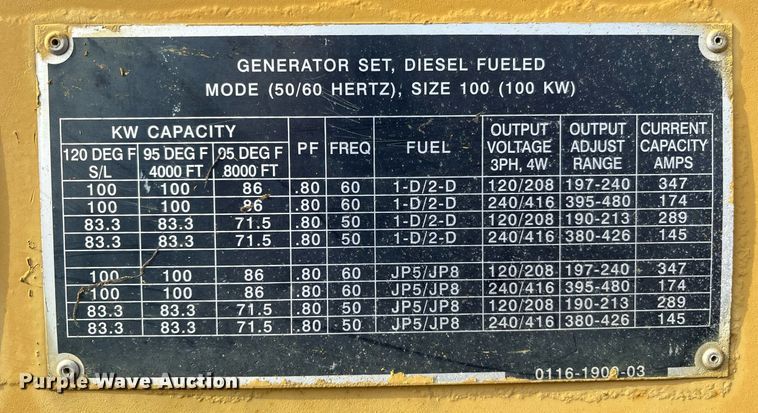 GENERATOR SET, DIESEL FUELED
MODE (50/60 HERTZ), SIZE 100 (100 KW)
KW CAPACITY PF FREQ FUEL OUTPUT VOLTAGE 3PH, 4W OUTPUT ADJUST RANGE CURRENT CAPACITY AMPS
120 DEG F S/L 95 DEG F 4000 FT 95 DEG F 8000 FT
100 100 86 .80 60 1-D/2-D 120/208 197-240 347
100 100 86 .80 60 1-D/2-D 240/416 395-480 174
83.3 83.3 71.5 .80 50 1-D/2-D 120/208 190-213 289
83.3 83.3 71.5 .80 50 1-D/2-D 240/416 380-426 145
100 100 86 .80 60 JP5/JP8 120/208 197-240 347
100 100 86 .80 60 JP5/JP8 240/416 395-480 174
83.3 83.3 71.5 .80 50 JP5/JP8 120/208 190-213 289
83.3 83.3 71.5 .80 50 JP5/JP8 240/416 380-426 145
Purple Wave Auction